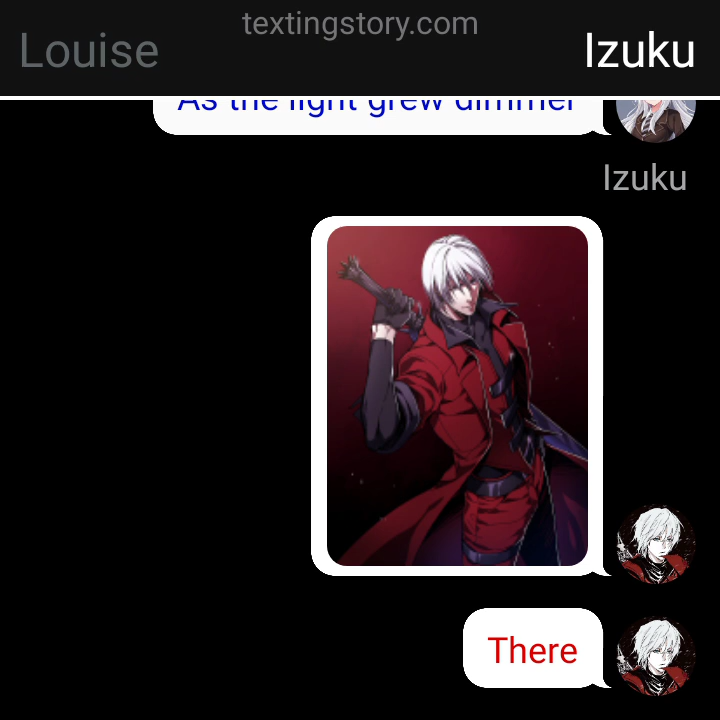 textingstory.com
Louise
Izuku
As the light grew dimmer
Izuku
There